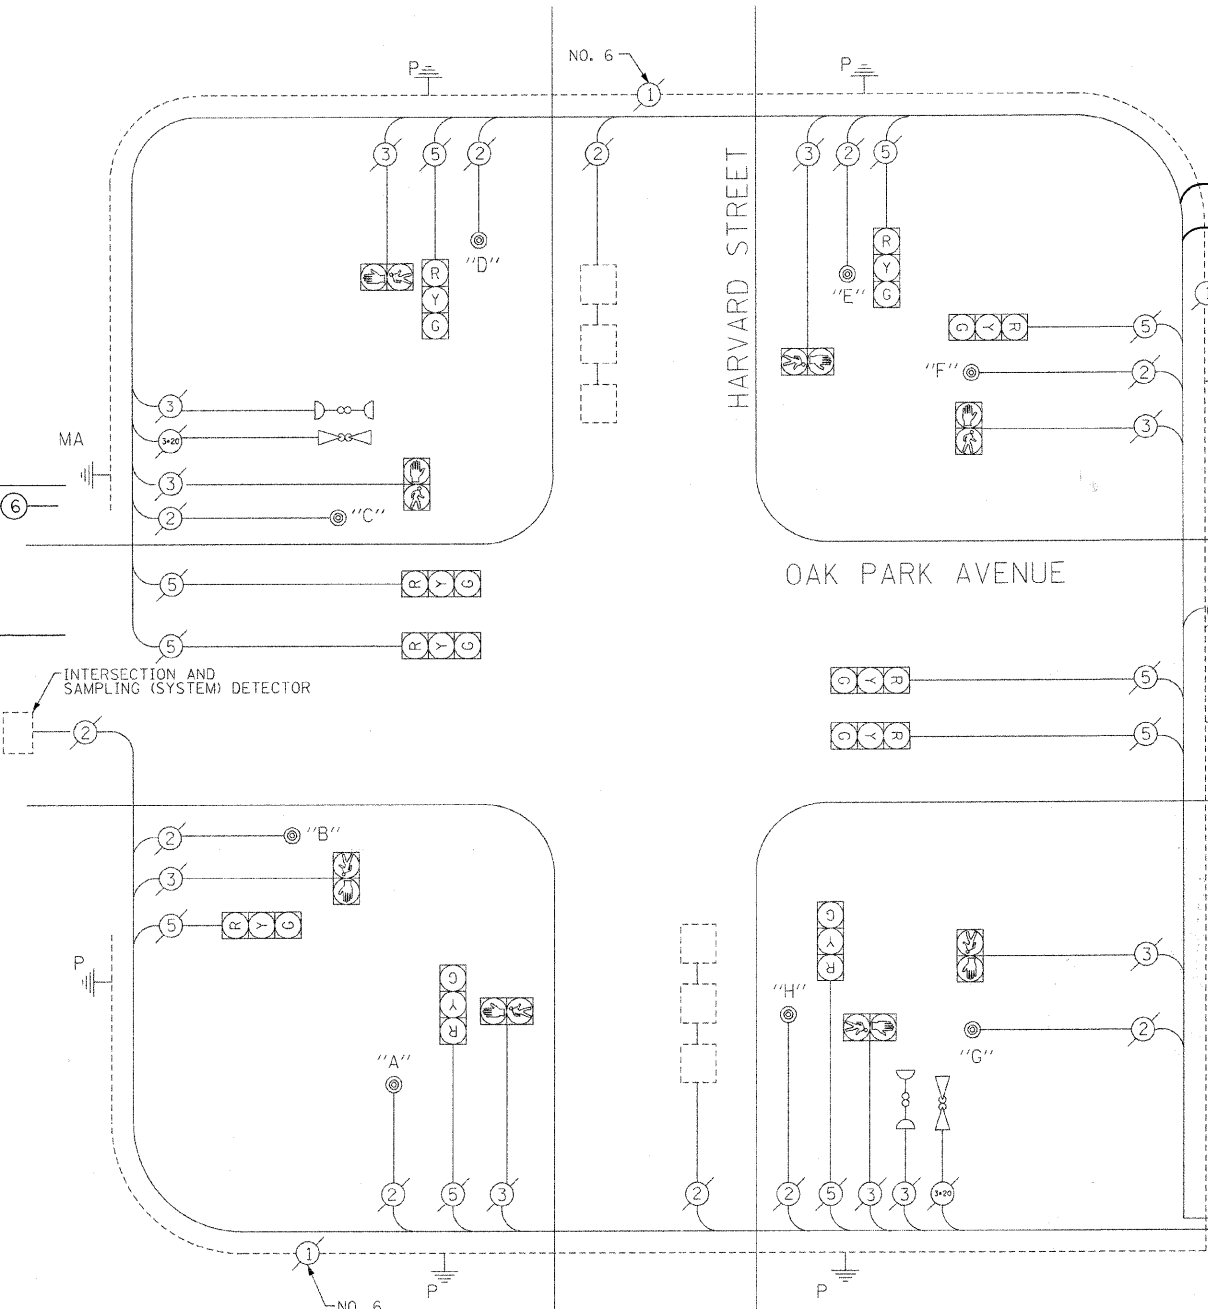 NO. 6
1
P
P
3
5
2
2
3
2
5
HARVARD STREET
"D"
R
Y
G
"E"
R
Y
G
G Y R
5
"F"
2
3
3
3#20
MA
3
6
2
"C"
5
R Y G
OAK PARK AVENUE
5
R Y G
INTERSECTION AND
SAMPLING (SYSTEM) DETECTOR
G Y R
5
2
G Y R
5
2
"B"
3
5
R Y G
G
Y
R
P
G
Y
R
3
"H"
2
"G"
"A"
2
5
3
2
2
5
3
3
3#20
1
P
P
NO. 6